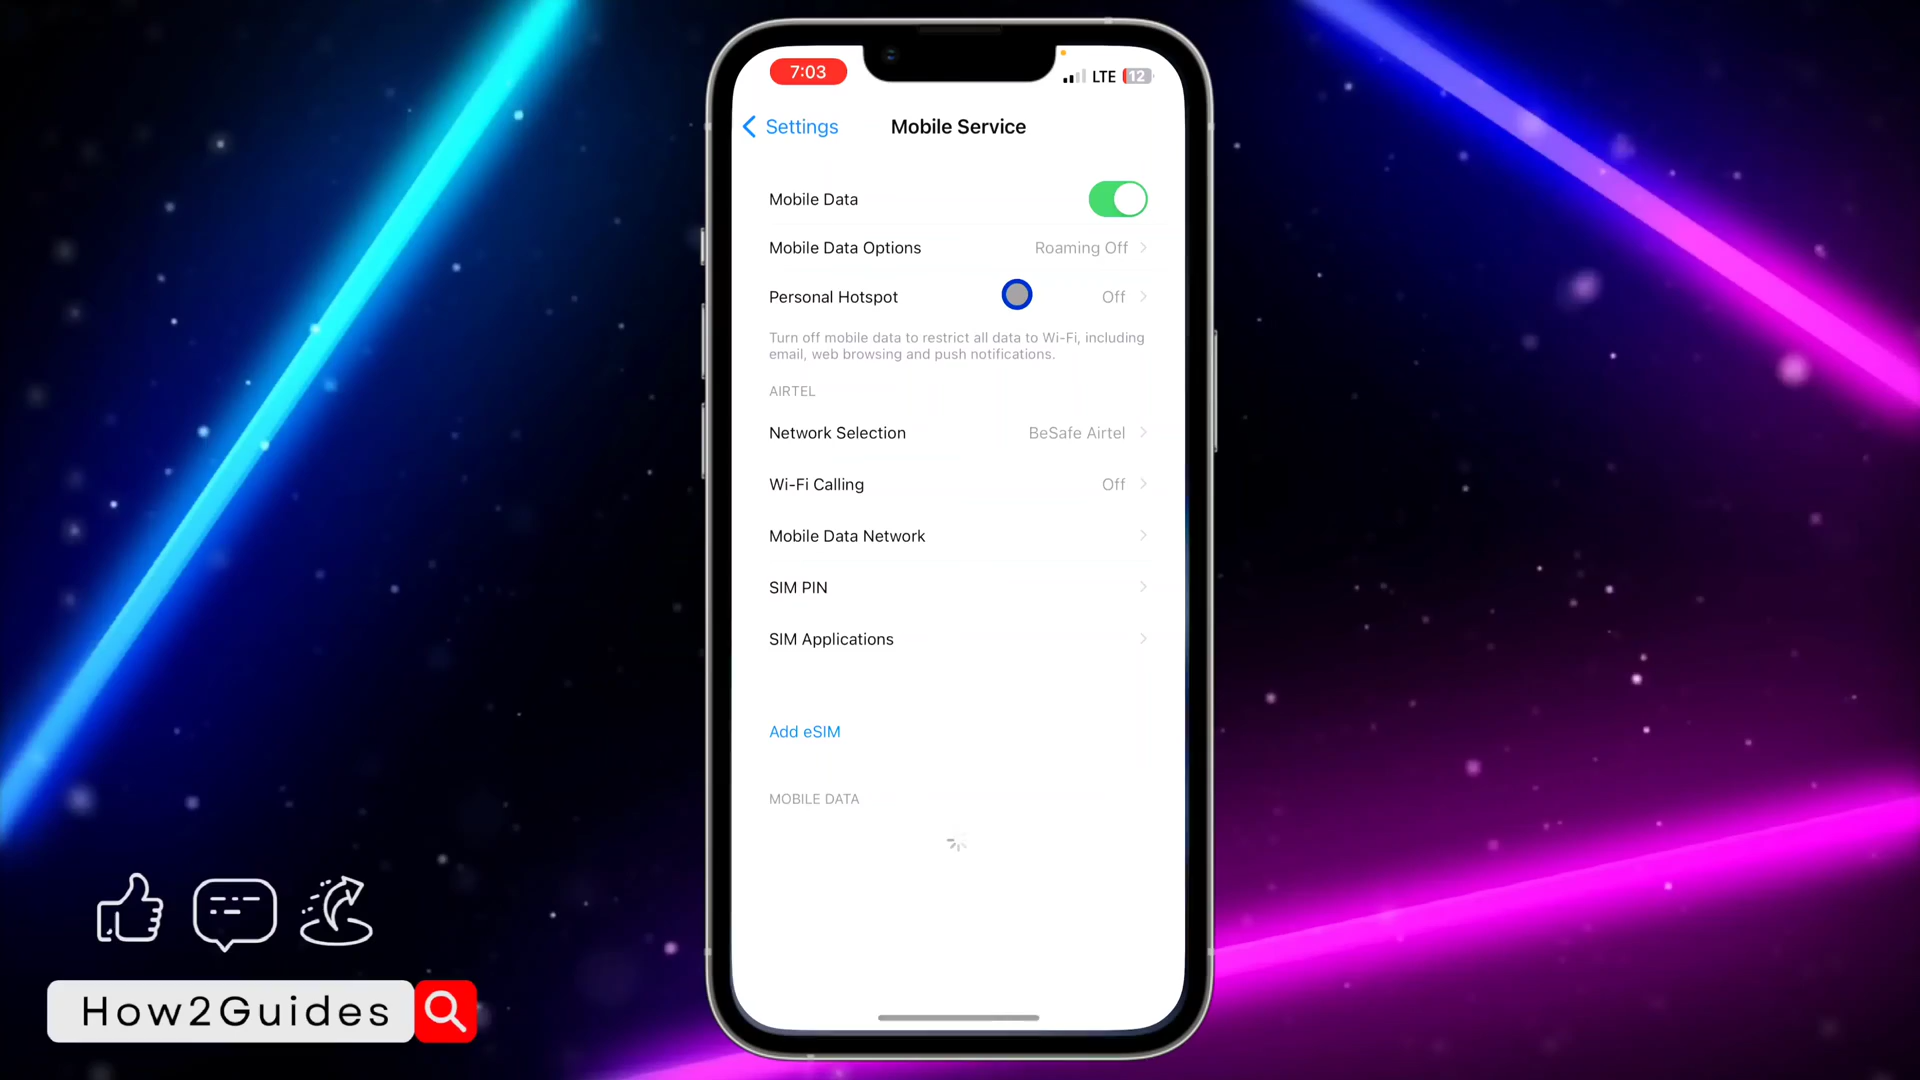 7:03
LTE 12
Settings
Mobile Service
Mobile Data
Mobile Data Options Roaming Off
Personal Hotspot Off
Turn off mobile data to restrict all data to Wi-Fi, including
email, web browsing and push notifications.
AIRTEL
Network Selection BeSafe Airtel
Wi-Fi Calling Off
Mobile Data Network
SIM PIN
SIM Applications
Add eSIM
MOBILE DATA
How2Guides